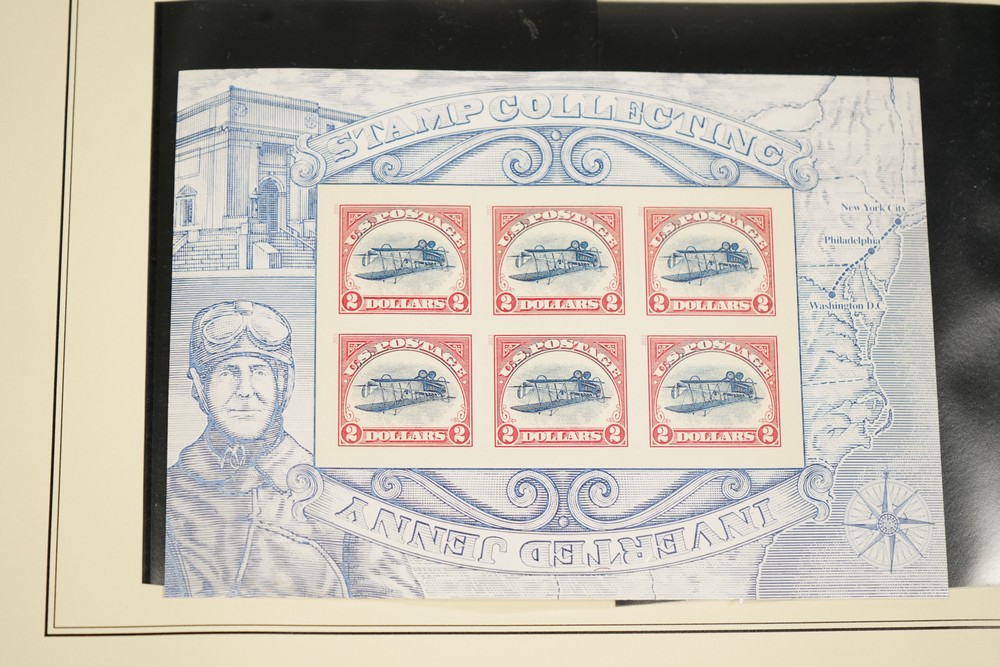 STAMP COLLECTING
New York City
Philadelphia
Washington D.C.
U.S. POSTAGE
2 DOLLARS 2
U.S. POSTAGE
2 DOLLARS 2
U.S. POSTAGE
2 DOLLARS 2
U.S. POSTAGE
2 DOLLARS 2
U.S. POSTAGE
2 DOLLARS 2
U.S. POSTAGE
2 DOLLARS 2
INVERTED JENNY